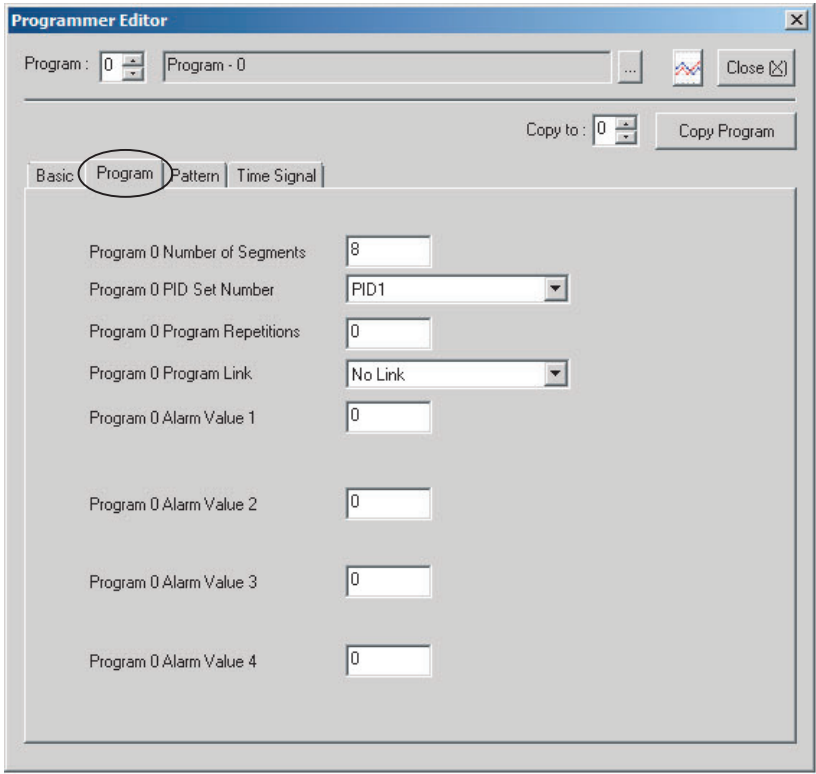 Programmer Editor
Program : 0 Program - 0 ... Close (X)
Copy to : 0 Copy Program
Basic Program Pattern Time Signal
Program 0 Number of Segments 8
Program 0 PID Set Number PID1
Program 0 Program Repetitions 0
Program 0 Program Link No Link
Program 0 Alarm Value 1 0
Program 0 Alarm Value 2 0
Program 0 Alarm Value 3 0
Program 0 Alarm Value 4 0